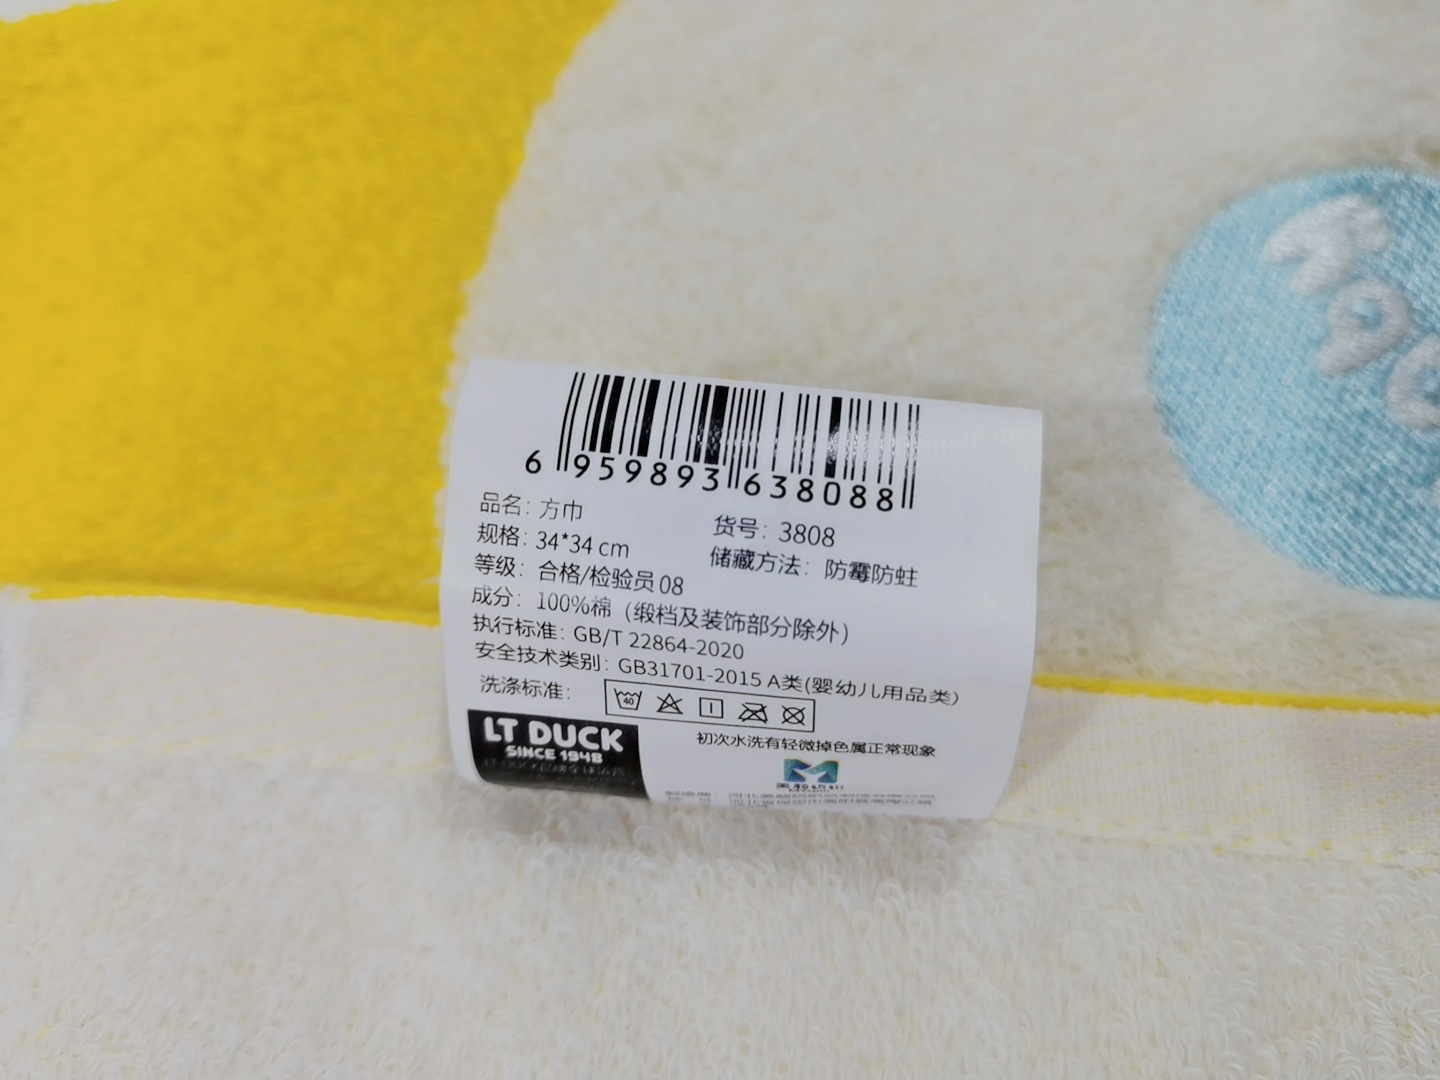 6 959893 638088
品名：方巾
货号：3808
规格：34*34 cm
储藏方法：防霉防蛀
等级：合格/检验员 08
成分：100%棉（缎档及装饰部分除外）
执行标准：GB/T 22864-2020
安全技术类别：GB31701-2015 A类(婴幼儿用品类）
洗涤标准：
40
LT DUCK
SINCE 1948
初次水洗有轻微掉色属正常现象